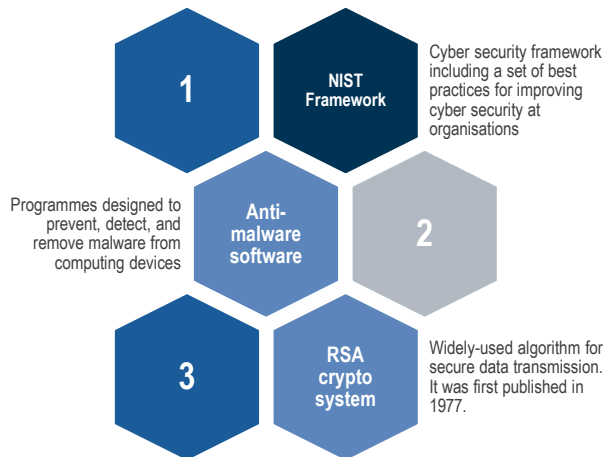 1
NIST
Framework
Cyber security framework
including a set of best
practices for improving
cyber security at
organisations
Programmes designed to
prevent, detect, and
remove malware from
computing devices
Anti-
malware
software
2
3
RSA
crypto
system
Widely-used algorithm for
secure data transmission.
It was first published in
1977.